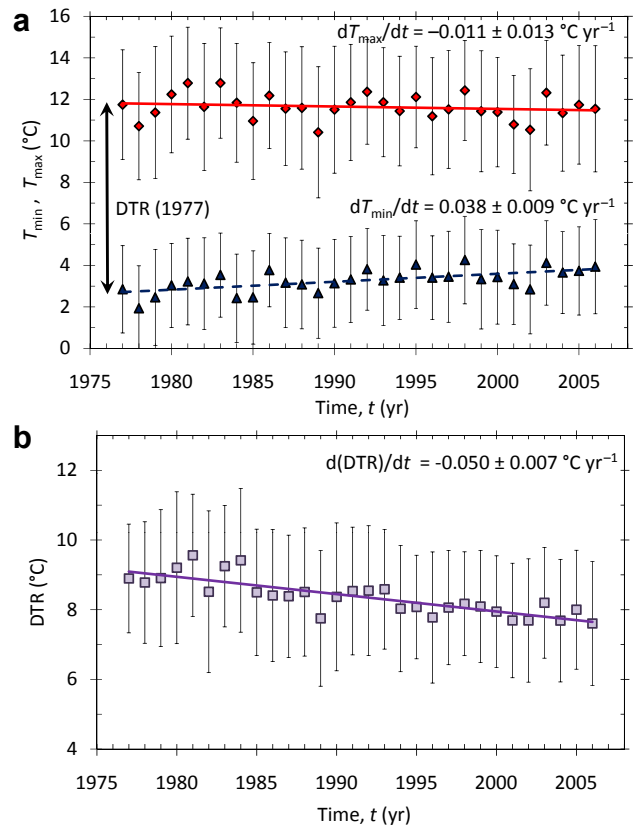 a
dTmax/dt = –0.011 ± 0.013 °C yr⁻¹
16
14
12
10
8
6
4
2
0
Tmin , Tmax (°C)
DTR (1977)
dTmin/dt = 0.038 ± 0.009 °C yr⁻¹
1975 1980 1985 1990 1995 2000 2005
Time, t (yr)
b
d(DTR)/dt = -0.050 ± 0.007 °C yr⁻¹
12
10
8
6
4
DTR (°C)
1975 1980 1985 1990 1995 2000 2005
Time, t (yr)